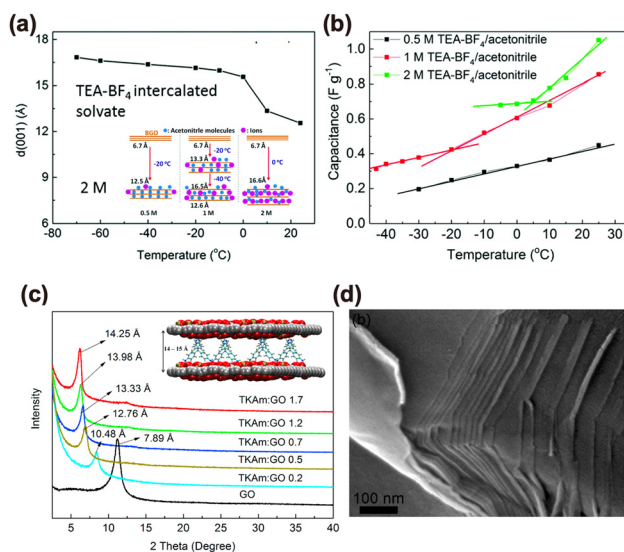 (a)
18
15
12
9
6
3
0
d(001) (Å)
TEA-BF4 intercalated
solvate
BGO
: Acetonitrile molecules
: Ions
6.7 Å
-20 °C
12.5 Å
0.5 M
6.7 Å
-20 °C
13.3 Å
-40 °C
16.5 Å
12.6 Å
1 M
6.7 Å
0 °C
16.6Å
2 M
2 M
-80
-60
-40
-20
0
20
Temperature (°C)
(b)
0.5 M TEA-BF4/acetonitrile
1 M TEA-BF4/acetonitrile
2 M TEA-BF4/acetonitrile
1.0
0.8
0.6
0.4
0.2
0.0
Capacitance (F g-1)
-40
-30
-20
-10
0
10
20
30
Temperature (°C)
(c)
14.25 Å
13.98 Å
13.33 Å
12.76 Å
10.48 Å
7.89 Å
14 – 15 Å
TKAm:GO 1.7
TKAm:GO 1.2
TKAm:GO 0.7
TKAm:GO 0.5
TKAm:GO 0.2
GO
Intensity
5
10
15
20
25
30
35
40
2 Theta (Degree)
(d)
(b)
100 nm